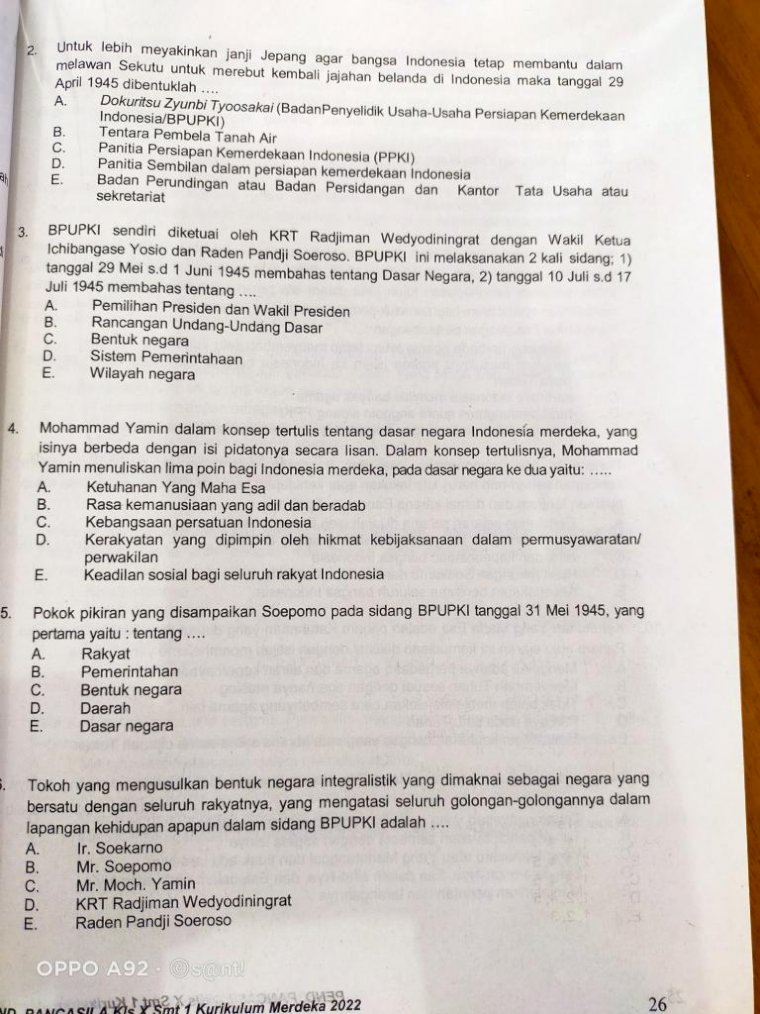 2. Untuk lebih meyakinkan janji Jepang agar bangsa Indonesia tetap membantu dalam
melawan Sekutu untuk merebut kembali jajahan belanda di Indonesia maka tanggal 29
April 1945 dibentuklah ....
A. Dokuritsu Zyunbi Tyoosakai (BadanPenyelidik Usaha-Usaha Persiapan Kemerdekaan
Indonesia/BPUPKI)
B. Tentara Pembela Tanah Air
C. Panitia Persiapan Kemerdekaan Indonesia (PPKI)
D. Panitia Sembilan dalam persiapan kemerdekaan Indonesia
E. Badan Perundingan atau Badan Persidangan dan Kantor Tata Usaha atau
sekretariat
3. BPUPKI sendiri diketuai oleh KRT Radjiman Wedyodiningrat dengan Wakil Ketua
Ichibangase Yosio dan Raden Pandji Soeroso. BPUPKI ini melaksanakan 2 kali sidang; 1)
tanggal 29 Mei s.d 1 Juni 1945 membahas tentang Dasar Negara, 2) tanggal 10 Juli s.d 17
Juli 1945 membahas tentang ....
A. Pemilihan Presiden dan Wakil Presiden
B. Rancangan Undang-Undang Dasar
C. Bentuk negara
D. Sistem Pemerintahaan
E. Wilayah negara
4. Mohammad Yamin dalam konsep tertulis tentang dasar negara Indonesia merdeka, yang
isinya berbeda dengan isi pidatonya secara lisan. Dalam konsep tertulisnya, Mohammad
Yamin menuliskan lima poin bagi Indonesia merdeka, pada dasar negara ke dua yaitu: .....
A. Ketuhanan Yang Maha Esa
B. Rasa kemanusiaan yang adil dan beradab
C. Kebangsaan persatuan Indonesia
D. Kerakyatan yang dipimpin oleh hikmat kebijaksanaan dalam permusyawaratan/
perwakilan
E. Keadilan sosial bagi seluruh rakyat Indonesia
5. Pokok pikiran yang disampaikan Soepomo pada sidang BPUPKI tanggal 31 Mei 1945, yang
pertama yaitu : tentang ....
A. Rakyat
B. Pemerintahan
C. Bentuk negara
D. Daerah
E. Dasar negara
Tokoh yang mengusulkan bentuk negara integralistik yang dimaknai sebagai negara yang
bersatu dengan seluruh rakyatnya, yang mengatasi seluruh golongan-golongannya dalam
lapangan kehidupan apapun dalam sidang BPUPKI adalah ....
A. Ir. Soekarno
B. Mr. Soepomo
C. Mr. Moch. Yamin
D. KRT Radjiman Wedyodiningrat
E. Raden Pandji Soeroso
OPPO A92 · ©s@nt!
PANCASILA Kls X Smt 1 Kurikulum Merdeka 2022 26